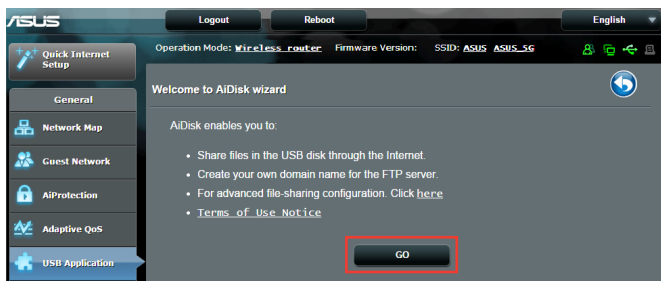 ASUS
Logout
Reboot
English
Quick Internet
Setup
Operation Mode: Wireless router Firmware Version: SSID: ASUS ASUS_5G
General
Network Map
Guest Network
AiProtection
Adaptive QoS
USB Application
Welcome to AiDisk wizard
AiDisk enables you to:
• Share files in the USB disk through the Internet.
• Create your own domain name for the FTP server.
• For advanced file-sharing configuration. Click here
• Terms of Use Notice
GO